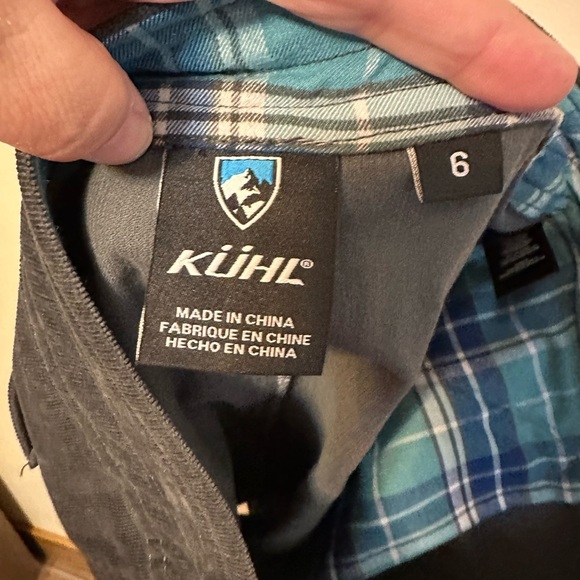 KÜHL®
MADE IN CHINA
FABRIQUE EN CHINE
HECHO EN CHINA
6